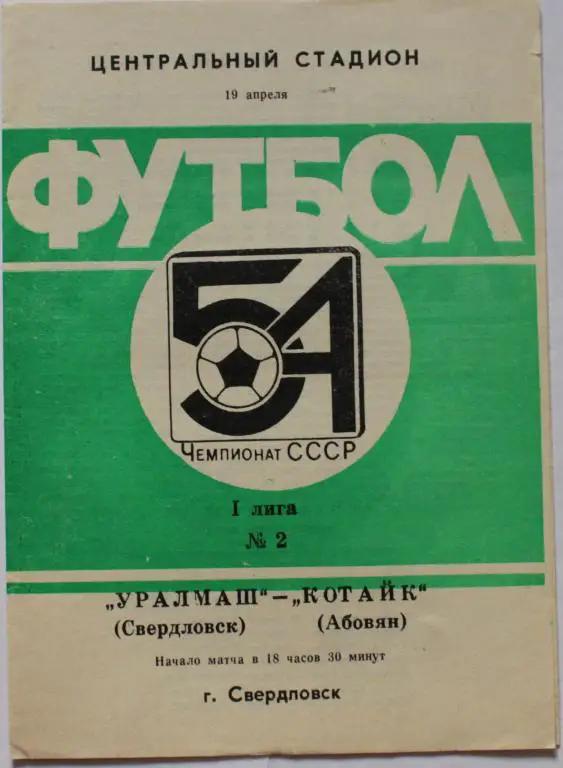 ЦЕНТРАЛЬНЫЙ СТАДИОН
19 апреля
ФУТБОЛ
54
Чемпионат СССР
I лига
№ 2
„УРАЛМАШ“ — „КОТАЙК“
(Свердловск) (Абовян)
Начало матча в 18 часов 30 минут
г. Свердловск